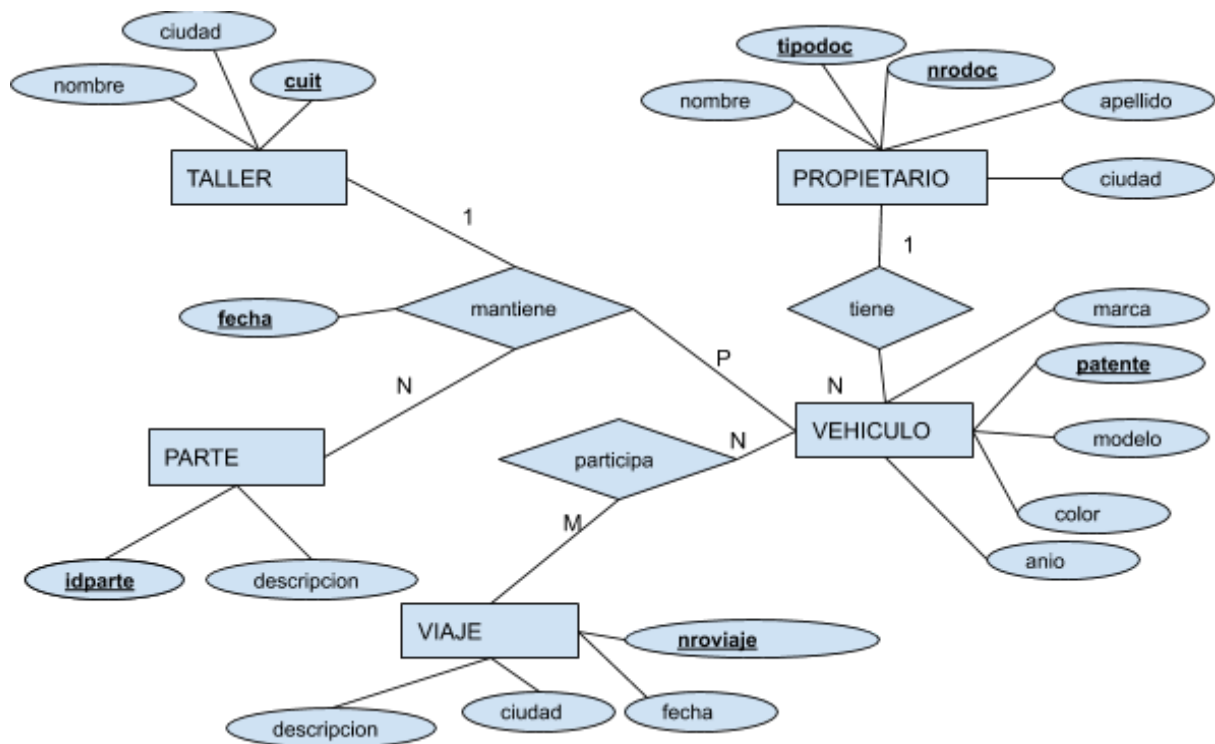 ciudad
nombre
cuit
TALLER
tipodoc
nrodoc
nombre
apellido
PROPIETARIO
ciudad
1
1
fecha
mantiene
tiene
marca
P
patente
N
N
VEHICULO
modelo
PARTE
participa
N
M
color
anio
idparte
descripcion
VIAJE
nroviaje
descripcion
ciudad
fecha